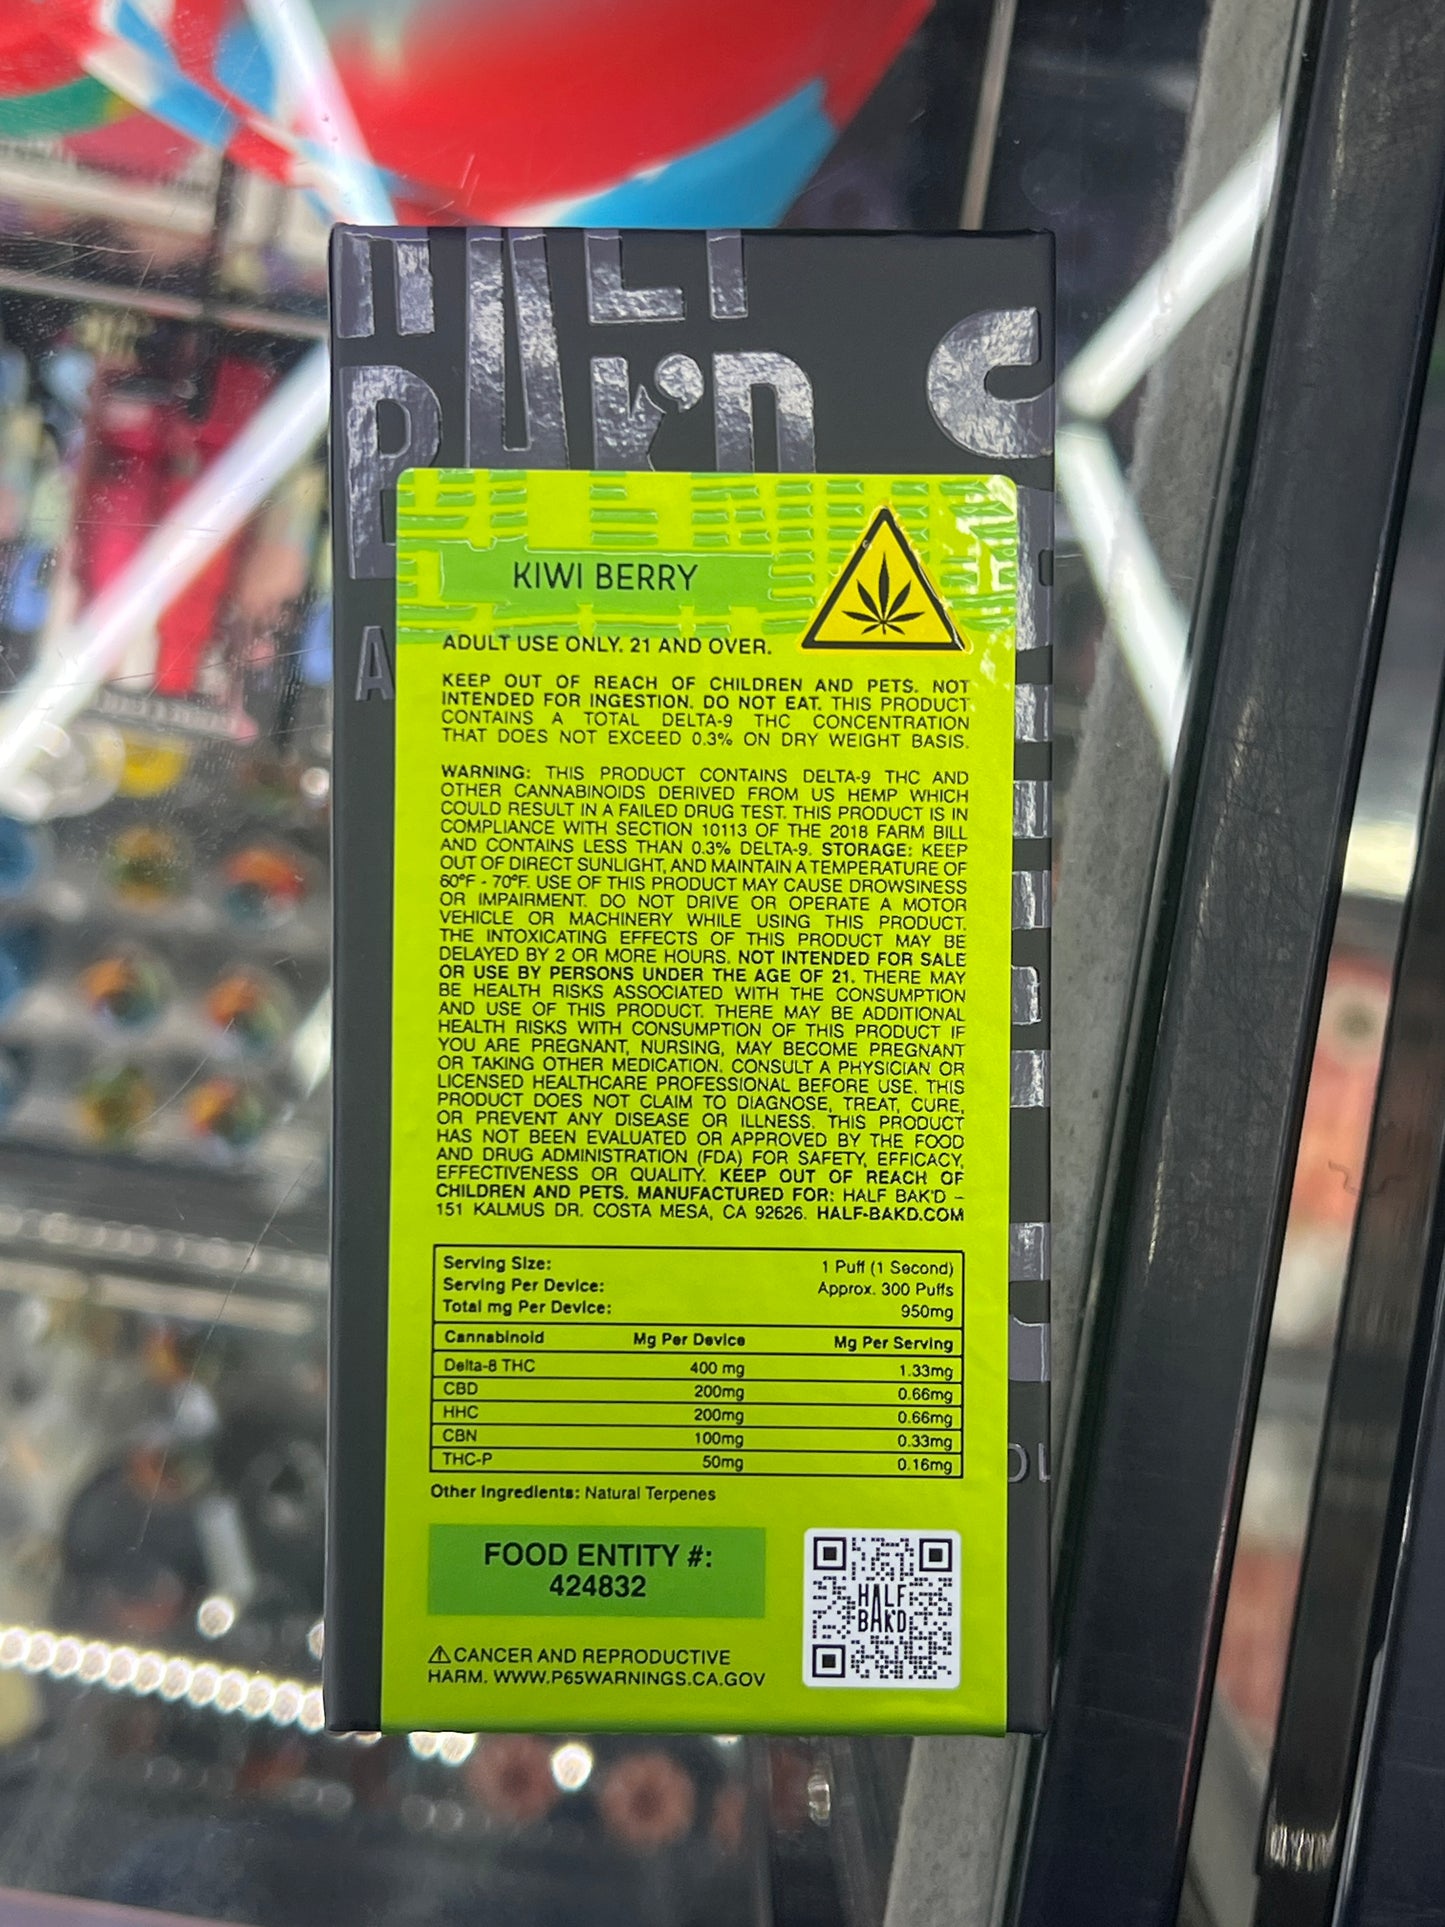 HALF
BAK'D
KIWI BERRY
ADULT USE ONLY. 21 AND OVER.
KEEP OUT OF REACH OF CHILDREN AND PETS. NOT
INTENDED FOR INGESTION. DO NOT EAT. THIS PRODUCT
CONTAINS A TOTAL DELTA-9 THC CONCENTRATION
THAT DOES NOT EXCEED 0.3% ON DRY WEIGHT BASIS.
WARNING: THIS PRODUCT CONTAINS DELTA-9 THC AND
OTHER CANNABINOIDS DERIVED FROM US HEMP WHICH
COULD RESULT IN A FAILED DRUG TEST. THIS PRODUCT IS IN
COMPLIANCE WITH SECTION 10113 OF THE 2018 FARM BILL
AND CONTAINS LESS THAN 0.3% DELTA-9. STORAGE: KEEP
OUT OF DIRECT SUNLIGHT, AND MAINTAIN A TEMPERATURE OF
60°F - 70°F. USE OF THIS PRODUCT MAY CAUSE DROWSINESS
OR IMPAIRMENT. DO NOT DRIVE OR OPERATE A MOTOR
VEHICLE OR MACHINERY WHILE USING THIS PRODUCT.
THE INTOXICATING EFFECTS OF THIS PRODUCT MAY BE
DELAYED BY 2 OR MORE HOURS. NOT INTENDED FOR SALE
OR USE BY PERSONS UNDER THE AGE OF 21. THERE MAY
BE HEALTH RISKS ASSOCIATED WITH THE CONSUMPTION
AND USE OF THIS PRODUCT. THERE MAY BE ADDITIONAL
HEALTH RISKS WITH CONSUMPTION OF THIS PRODUCT IF
YOU ARE PREGNANT, NURSING, MAY BECOME PREGNANT
OR TAKING OTHER MEDICATION. CONSULT A PHYSICIAN OR
LICENSED HEALTHCARE PROFESSIONAL BEFORE USE. THIS
PRODUCT DOES NOT CLAIM TO DIAGNOSE, TREAT, CURE,
OR PREVENT ANY DISEASE OR ILLNESS. THIS PRODUCT
HAS NOT BEEN EVALUATED OR APPROVED BY THE FOOD
AND DRUG ADMINISTRATION (FDA) FOR SAFETY, EFFICACY,
EFFECTIVENESS OR QUALITY. KEEP OUT OF REACH OF
CHILDREN AND PETS. MANUFACTURED FOR: HALF BAK'D –
151 KALMUS DR. COSTA MESA, CA 92626. HALF-BAKD.COM
Serving Size: 1 Puff (1 Second)
Serving Per Device: Approx. 300 Puffs
Total mg Per Device: 950mg
Cannabinoid Mg Per Device Mg Per Serving
Delta-8 THC 400 mg 1.33mg
CBD 200mg 0.66mg
HHC 200mg 0.66mg
CBN 100mg 0.33mg
THC-P 50mg 0.16mg
Other Ingredients: Natural Terpenes
FOOD ENTITY #:
424832
HALF
BAK'D
⚠ CANCER AND REPRODUCTIVE
HARM. WWW.P65WARNINGS.CA.GOV